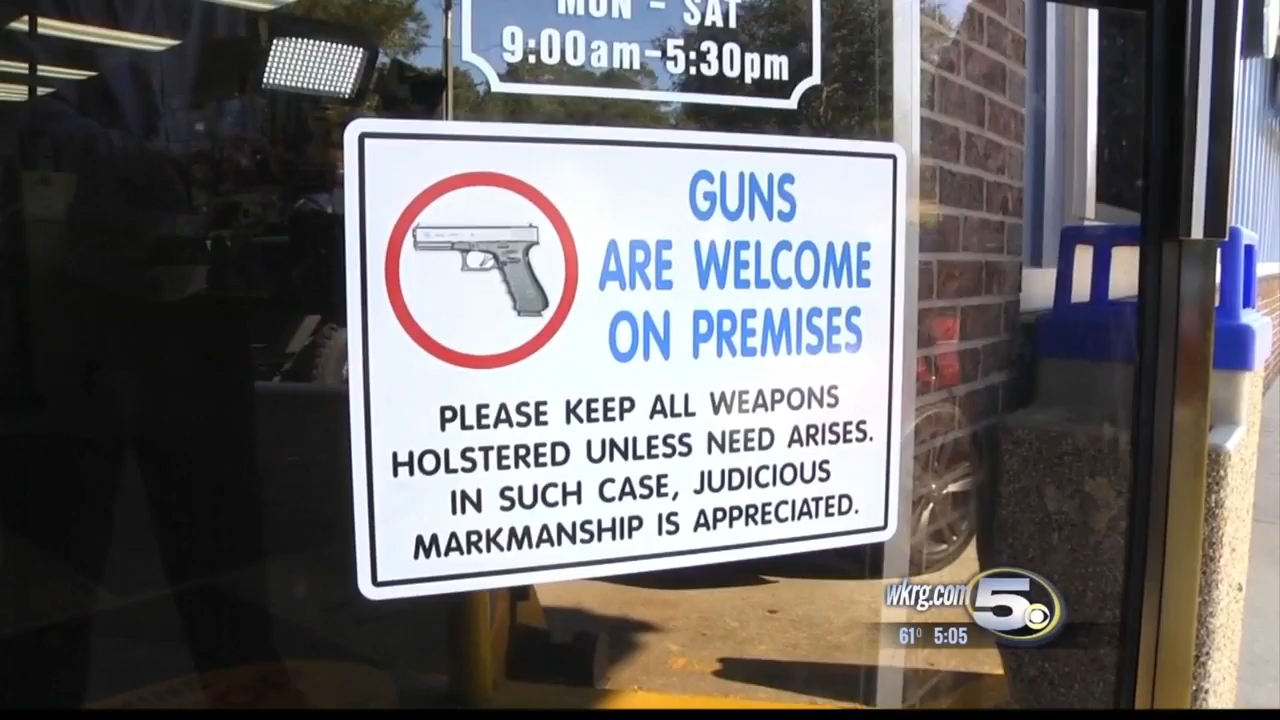 MON - SAT
9:00am-5:30pm
GUNS
ARE WELCOME
ON PREMISES
PLEASE KEEP ALL WEAPONS
HOLSTERED UNLESS NEED ARISES.
IN SUCH CASE, JUDICIOUS
MARKMANSHIP IS APPRECIATED.
wkrg.com 5
61° 5:05